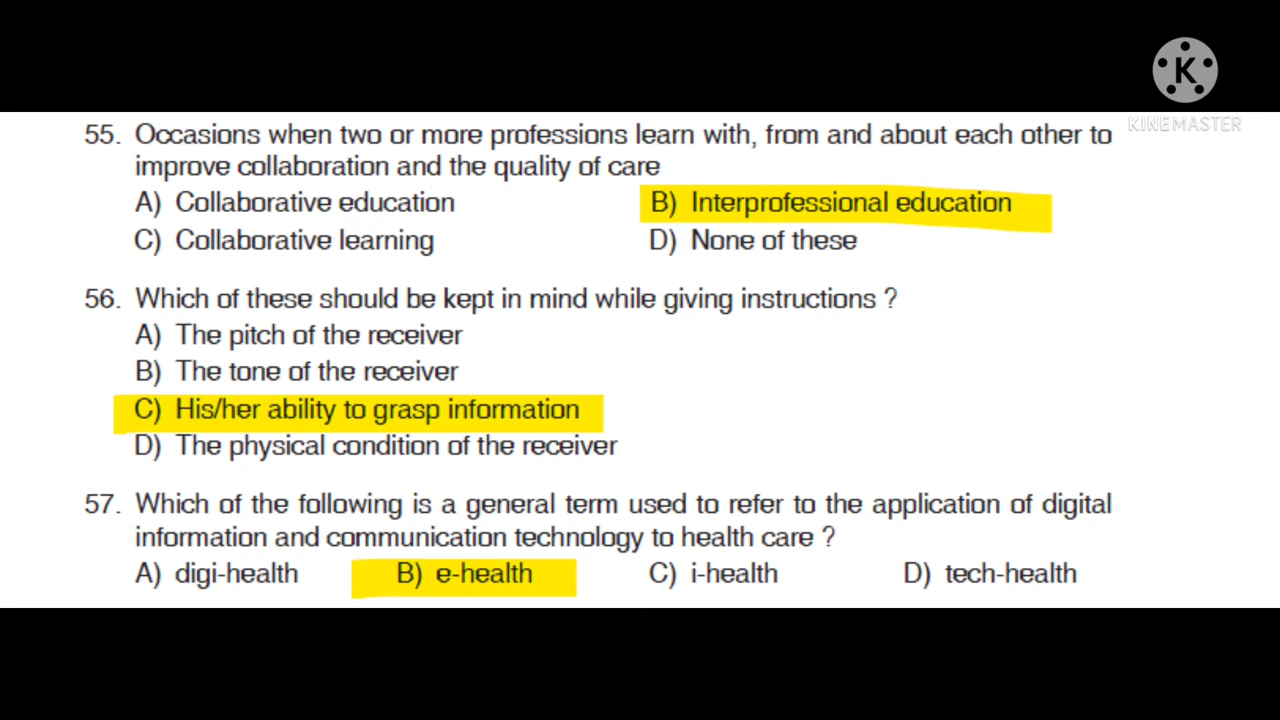 K
KINEMASTER
55. Occasions when two or more professions learn with, from and about each other to
improve collaboration and the quality of care
A) Collaborative education B) Interprofessional education
C) Collaborative learning D) None of these
56. Which of these should be kept in mind while giving instructions ?
A) The pitch of the receiver
B) The tone of the receiver
C) His/her ability to grasp information
D) The physical condition of the receiver
57. Which of the following is a general term used to refer to the application of digital
information and communication technology to health care ?
A) digi-health B) e-health C) i-health D) tech-health